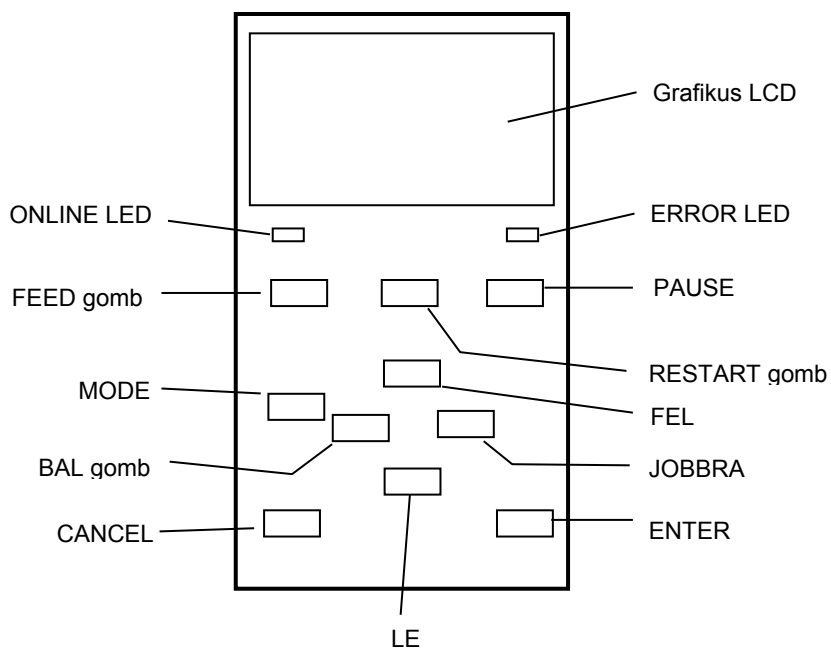 Grafikus LCD
ONLINE LED
ERROR LED
FEED gomb
PAUSE
RESTART gomb
MODE
FEL
BAL gomb
JOBBRA
CANCEL
ENTER
LE